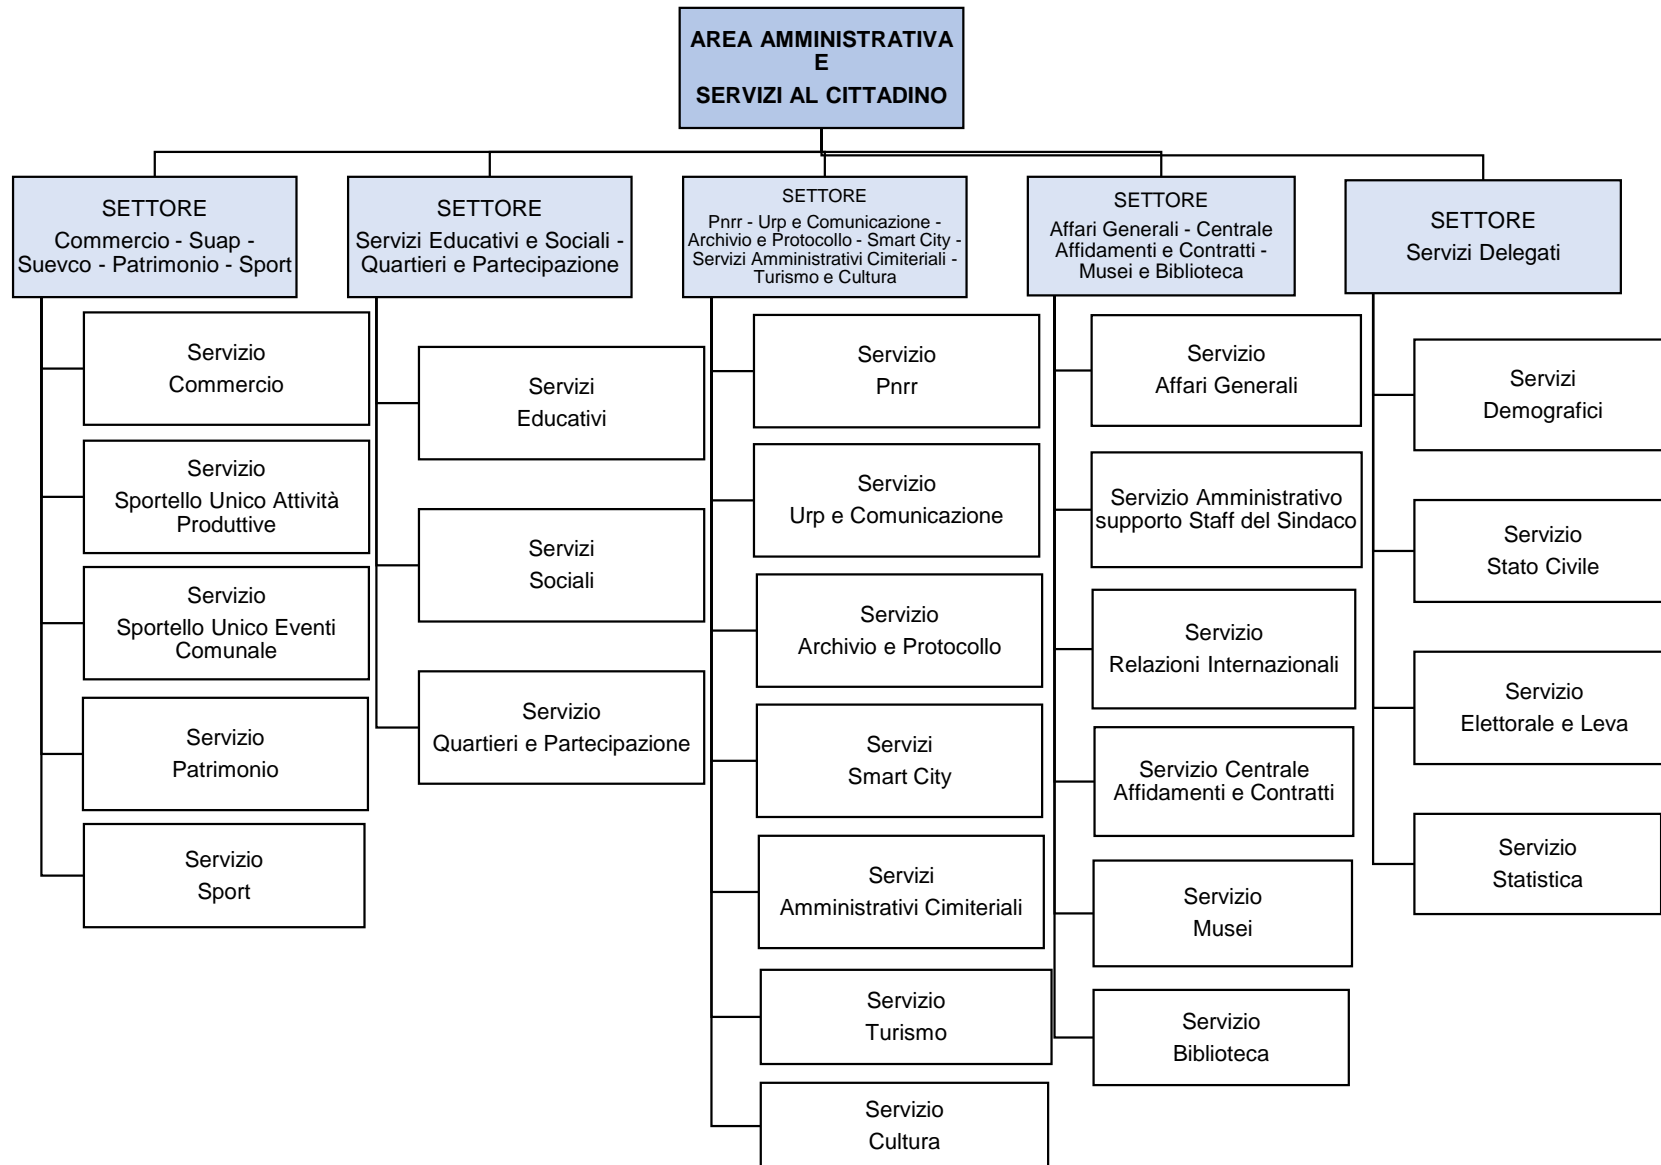 AREA AMMINISTRATIVA
E
SERVIZI AL CITTADINO
SETTORE
Commercio - Suap -
Suevco - Patrimonio - Sport
Servizio
Commercio
Servizio
Sportello Unico Attività
Produttive
Servizio
Sportello Unico Eventi
Comunale
Servizio
Patrimonio
Servizio
Sport
SETTORE
Servizi Educativi e Sociali -
Quartieri e Partecipazione
Servizi
Educativi
Servizi
Sociali
Servizio
Quartieri e Partecipazione
SETTORE
Pnrr - Urp e Comunicazione -
Archivio e Protocollo - Smart City -
Servizi Amministrativi Cimiteriali -
Turismo e Cultura
Servizio
Pnrr
Servizio
Urp e Comunicazione
Servizio
Archivio e Protocollo
Servizi
Smart City
Servizi
Amministrativi Cimiteriali
Servizio
Turismo
Servizio
Cultura
SETTORE
Affari Generali - Centrale
Affidamenti e Contratti -
Musei e Biblioteca
Servizio
Affari Generali
Servizio Amministrativo
supporto Staff del Sindaco
Servizio
Relazioni Internazionali
Servizio Centrale
Affidamenti e Contratti
Servizio
Musei
Servizio
Biblioteca
SETTORE
Servizi Delegati
Servizi
Demografici
Servizio
Stato Civile
Servizio
Elettorale e Leva
Servizio
Statistica